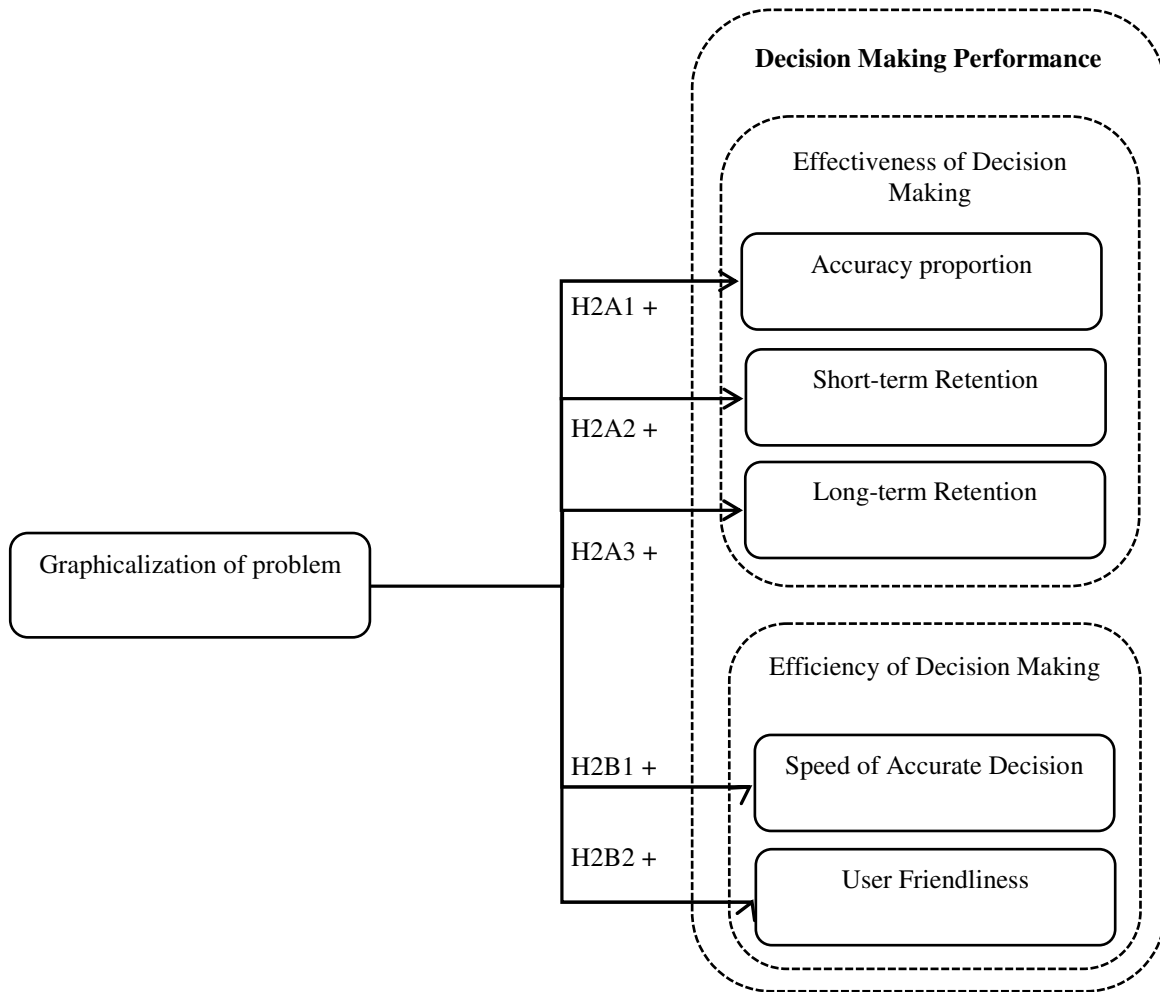 Decision Making Performance
Effectiveness of Decision
Making
Accuracy proportion
H2A1 +
Short-term Retention
H2A2 +
Long-term Retention
H2A3 +
Graphicalization of problem
Efficiency of Decision Making
H2B1 +
Speed of Accurate Decision
H2B2 +
User Friendliness